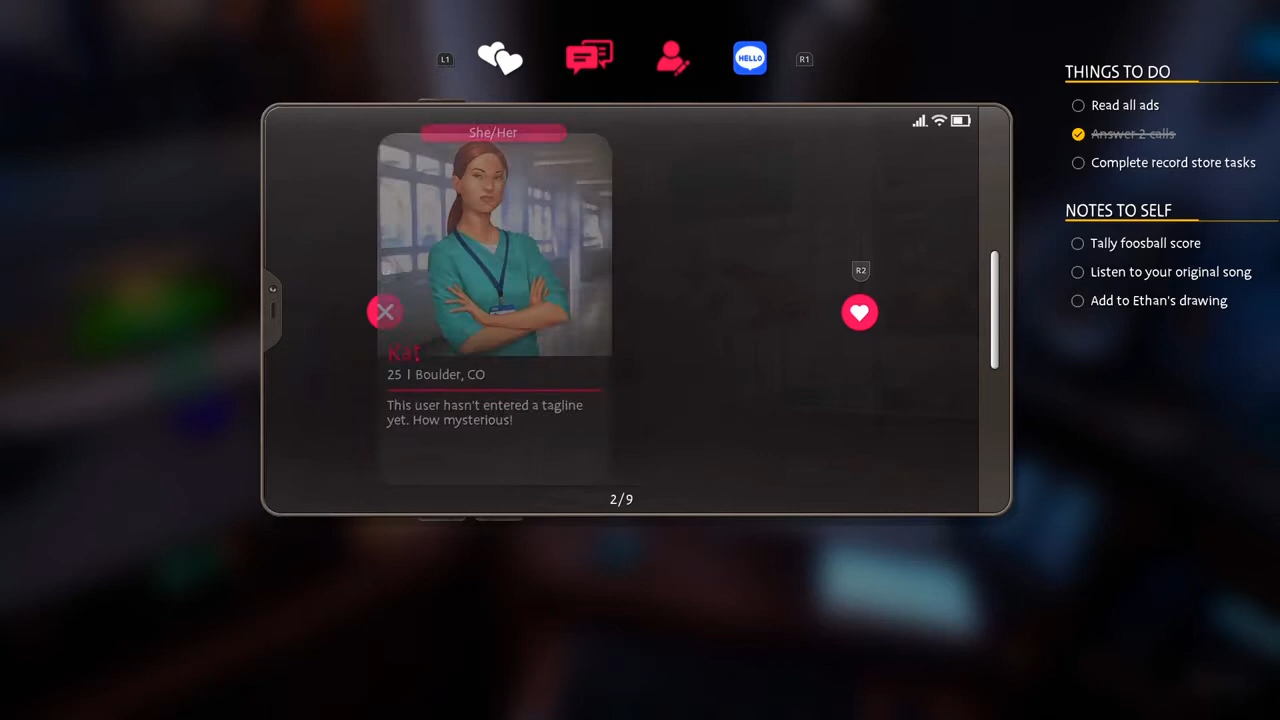 L1
HELLO
R1
THINGS TO DO
Read all ads
Answer 2 calls
Complete record store tasks
NOTES TO SELF
Tally foosball score
Listen to your original song
Add to Ethan's drawing
She/Her
R2
Kat
25 | Boulder, CO
This user hasn't entered a tagline
yet. How mysterious!
2/9